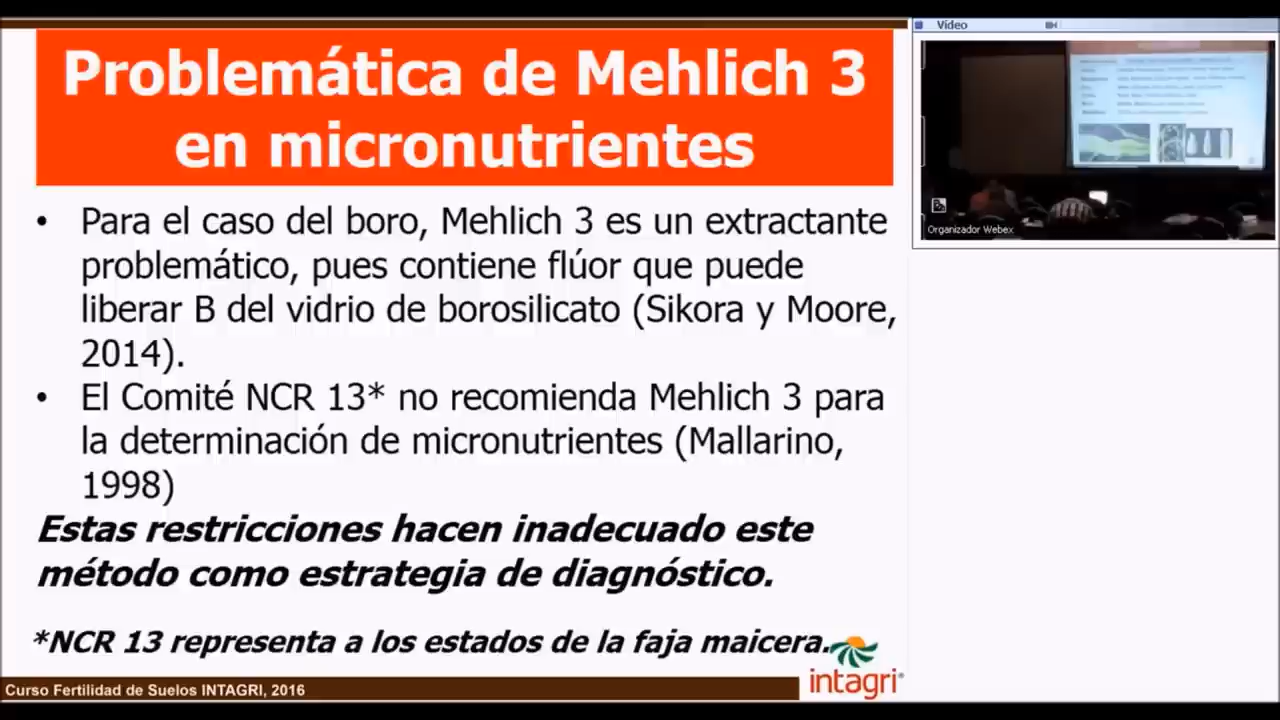 Problemática de Mehlich 3
en micronutrientes
• Para el caso del boro, Mehlich 3 es un extractante
problemático, pues contiene flúor que puede
liberar B del vidrio de borosilicato (Sikora y Moore,
2014).
• El Comité NCR 13* no recomienda Mehlich 3 para
la determinación de micronutrientes (Mallarino,
1998)
Estas restricciones hacen inadecuado este
método como estrategia de diagnóstico.
*NCR 13 representa a los estados de la faja maicera.
intagri®
Curso Fertilidad de Suelos INTAGRI, 2016
Vídeo
Organizador Webex